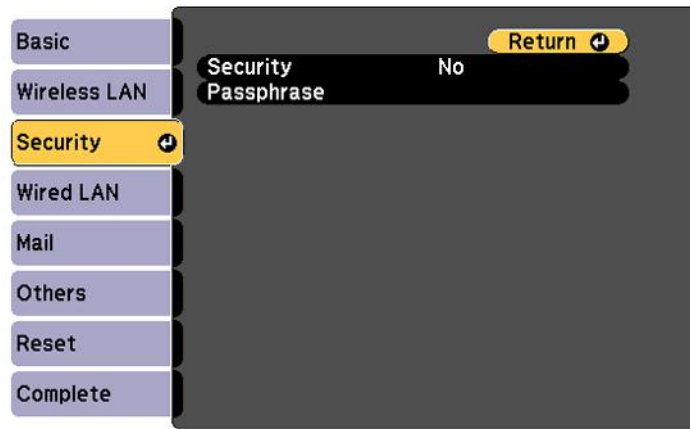 Basic
Wireless LAN
Security
Wired LAN
Mail
Others
Reset
Complete
Return
Security No
Passphrase